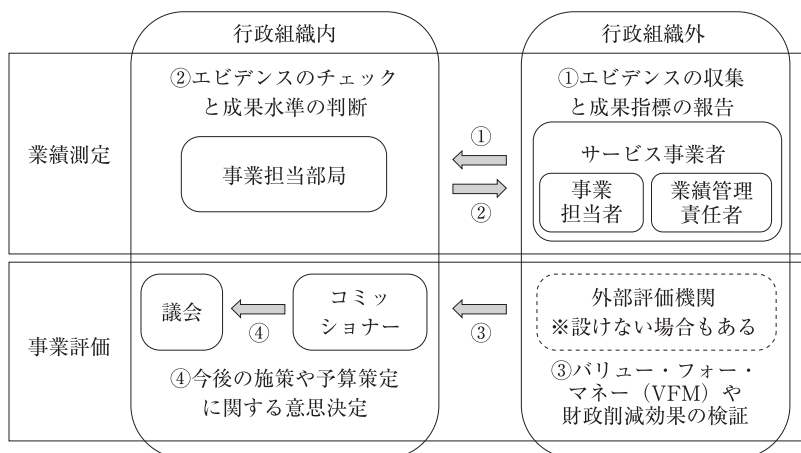 行政組織内
行政組織外
業績測定
②エビデンスのチェック
と成果水準の判断
事業担当部局
①
②
①エビデンスの収集
と成果指標の報告
サービス事業者
事業
担当者
業績管理
責任者
事業評価
議会
④
コミッ
ショナー
③
外部評価機関
※設けない場合もある
④今後の施策や予算策定
に関する意思決定
③バリュー・フォー・
マネー（VFM）や
財政削減効果の検証